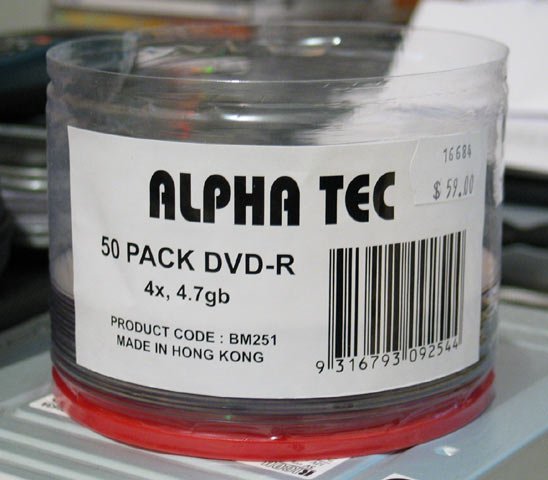 16684
$ 59.00
ALPHA TEC
50 PACK DVD-R
4x, 4.7gb
PRODUCT CODE : BM251
MADE IN HONG KONG
9 316793 092544